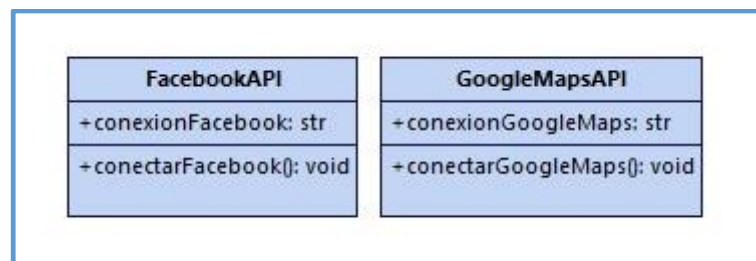 FacebookAPI
+conexionFacebook: str
+conectarFacebook(): void
GoogleMapsAPI
+conexionGoogleMaps: str
+conectarGoogleMaps(): void